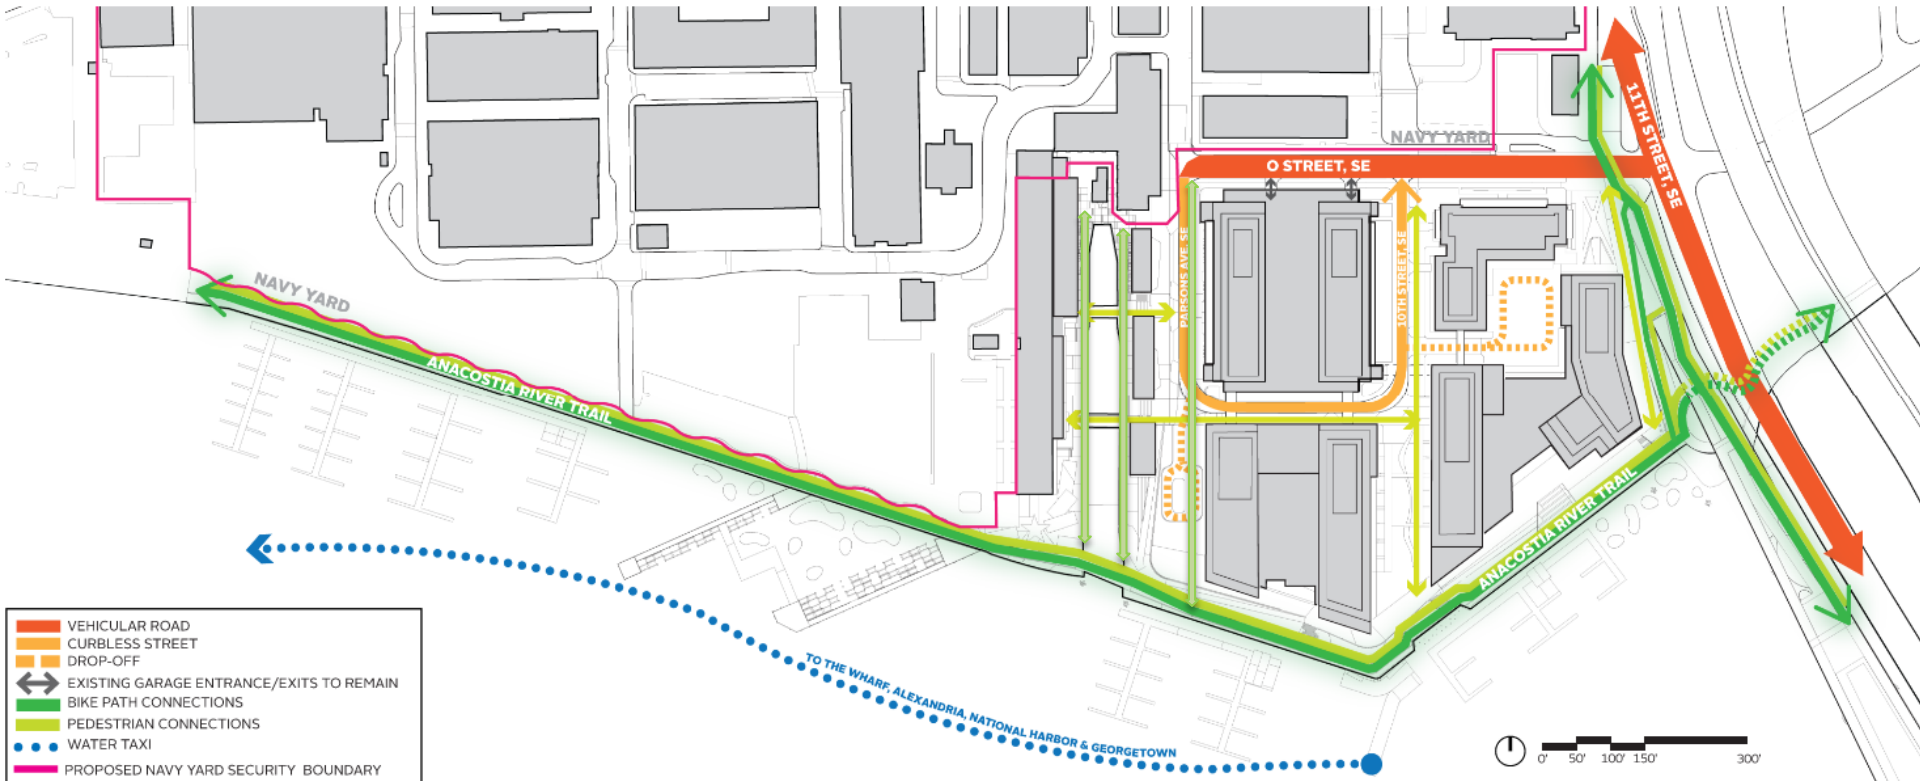 NAVY YARD
11TH STREET, SE
O STREET, SE
PARSONS AVE. SE
10TH STREET, SE
NAVY YARD
ANACOSTIA RIVER TRAIL
ANACOSTIA RIVER TRAIL
TO THE WHARF, ALEXANDRIA, NATIONAL HARBOR & GEORGETOWN
VEHICULAR ROAD
CURBLESS STREET
DROP-OFF
EXISTING GARAGE ENTRANCE/EXITS TO REMAIN
BIKE PATH CONNECTIONS
PEDESTRIAN CONNECTIONS
WATER TAXI
PROPOSED NAVY YARD SECURITY BOUNDARY
0' 50' 100' 150' 300'